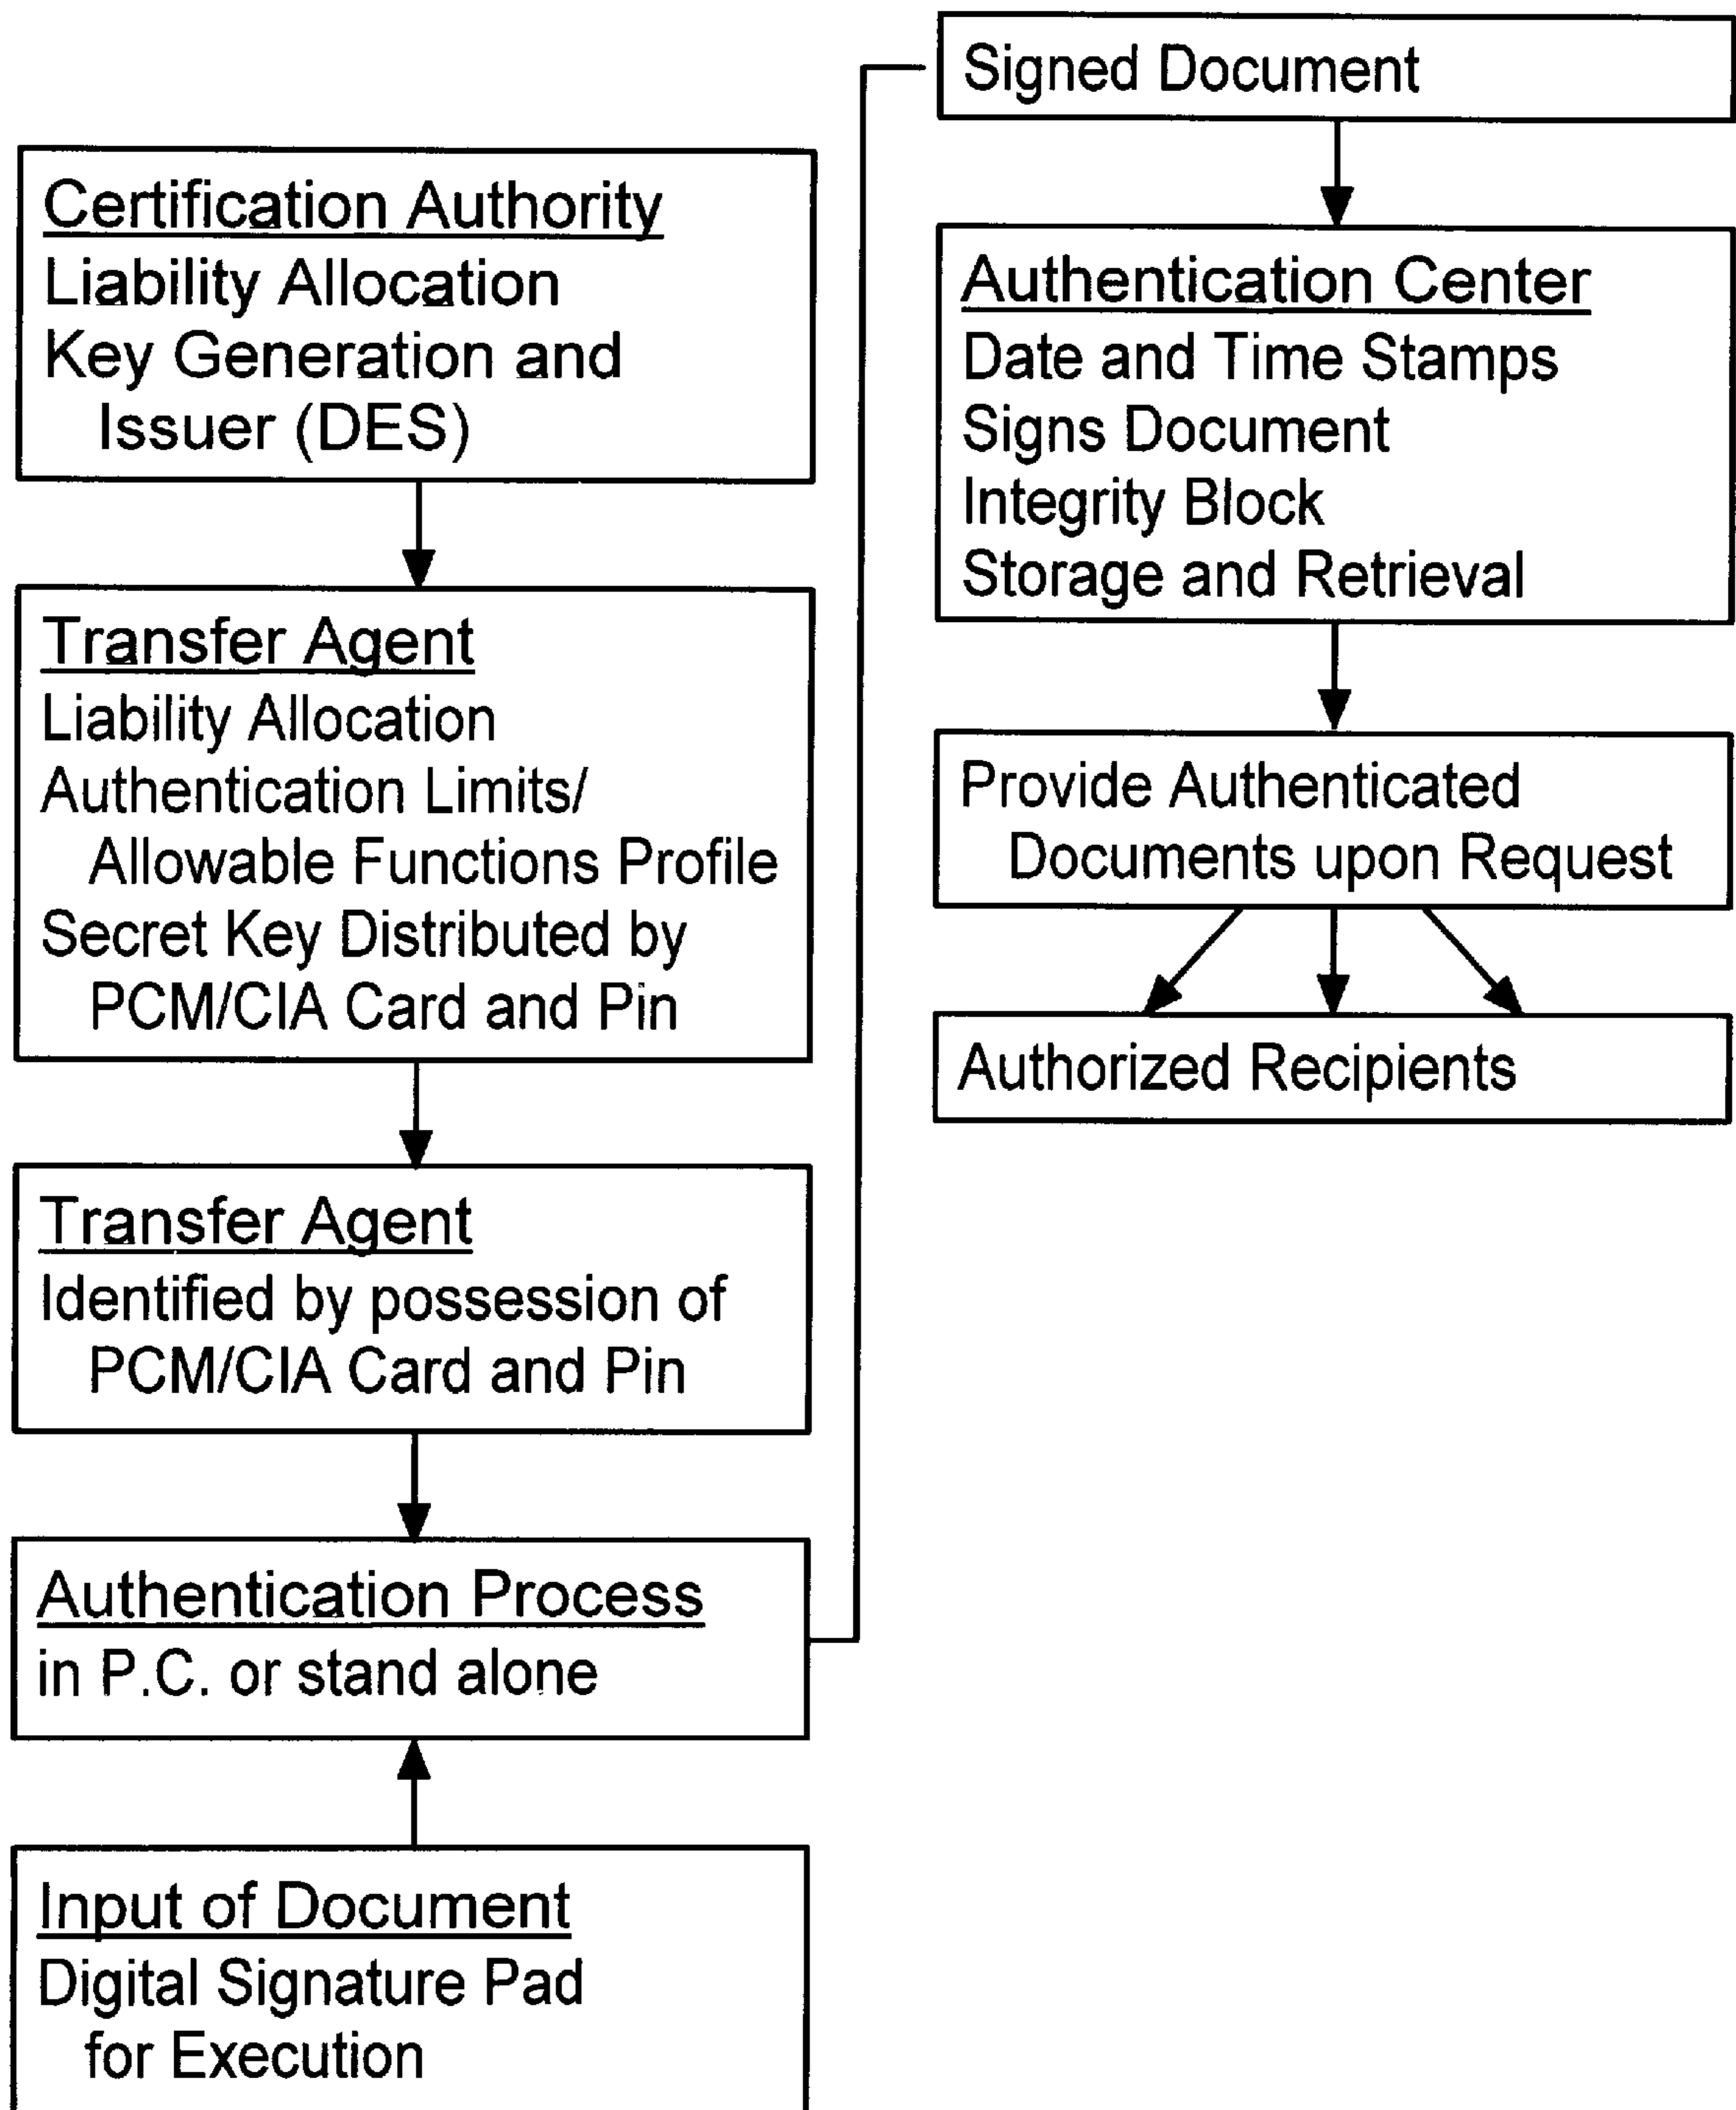 Certification Authority
Liability Allocation
Key Generation and
Issuer (DES)
Transfer Agent
Liability Allocation
Authentication Limits/
Allowable Functions Profile
Secret Key Distributed by
PCM/CIA Card and Pin
Transfer Agent
Identified by possession of
PCM/CIA Card and Pin
Authentication Process
in P.C. or stand alone
Input of Document
Digital Signature Pad
for Execution
Signed Document
Authentication Center
Date and Time Stamps
Signs Document
Integrity Block
Storage and Retrieval
Provide Authenticated
Documents upon Request
Authorized Recipients